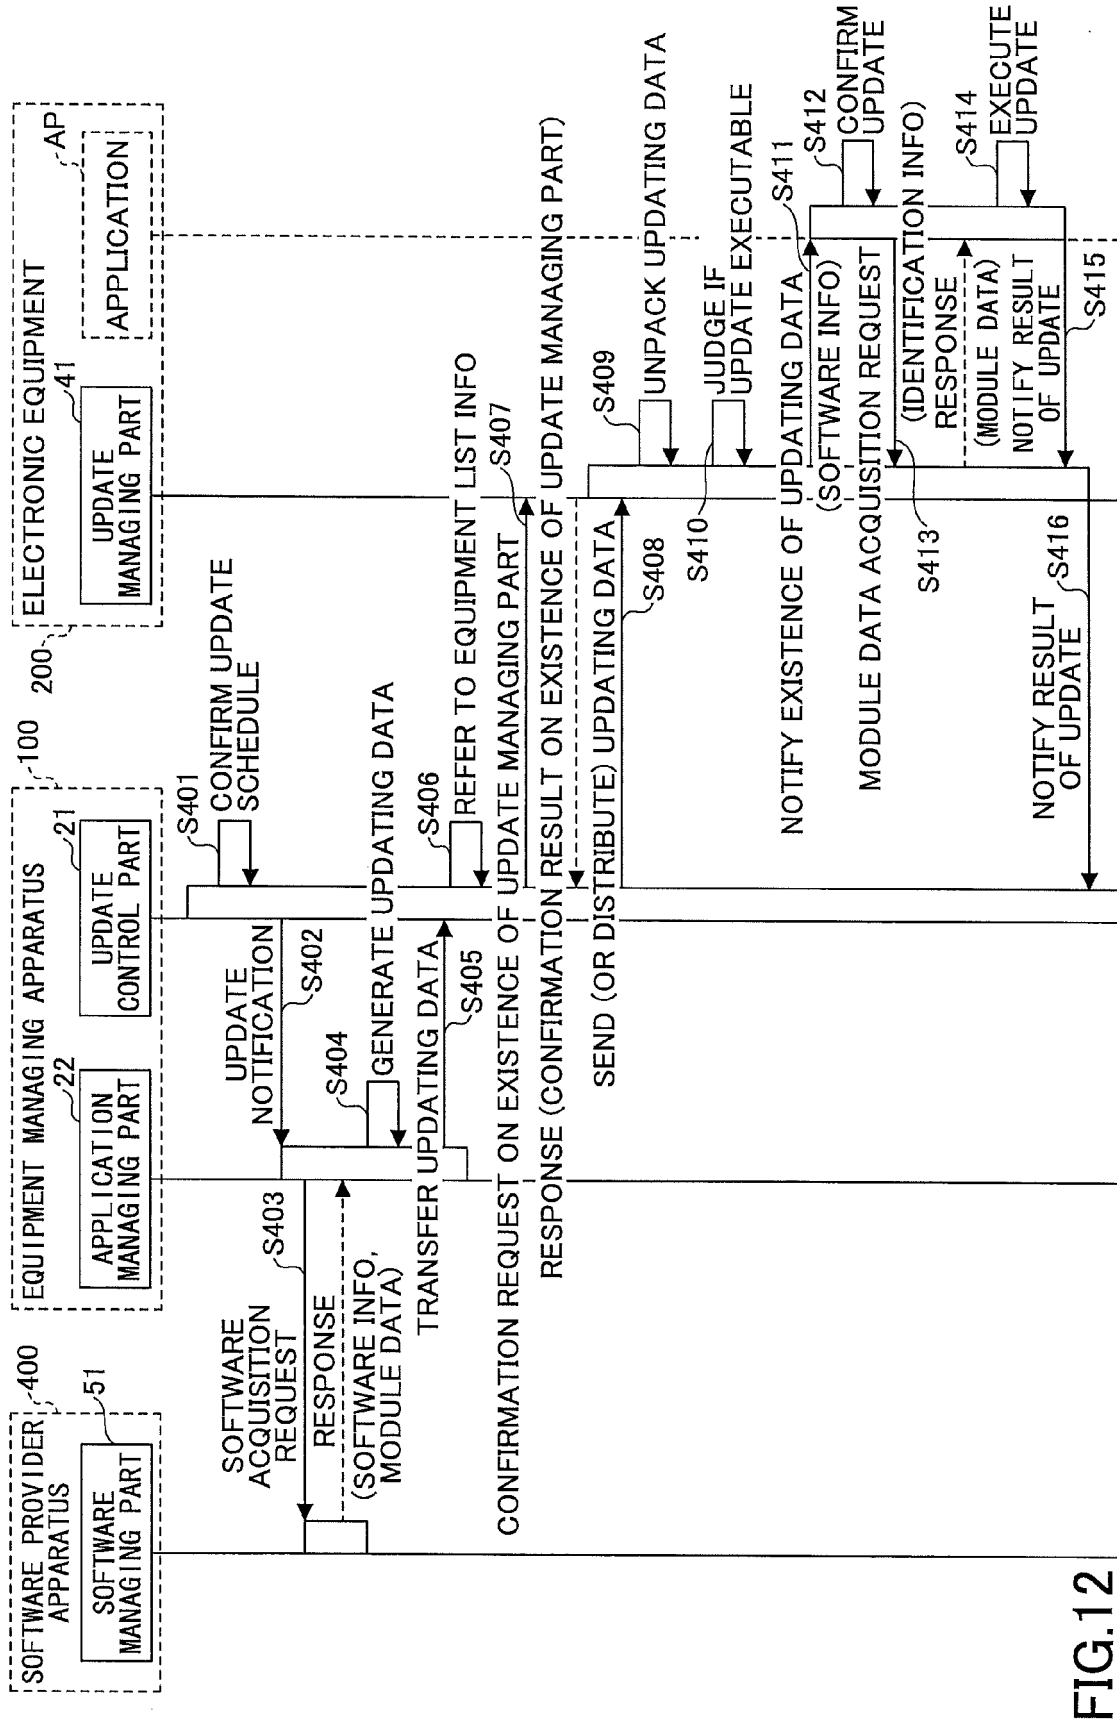 SOFTWARE PROVIDER
APPARATUS
400
SOFTWARE
MANAGING PART
51
EQUIPMENT MANAGING APPARATUS
100
APPLICATION
MANAGING PART
22
UPDATE
CONTROL PART
21
ELECTRONIC EQUIPMENT
200
UPDATE
MANAGING PART
41
APPLICATION
AP
S401
CONFIRM UPDATE
SCHEDULE
UPDATE
NOTIFICATION
S402
SOFTWARE
ACQUISITION
REQUEST
S403
RESPONSE
(SOFTWARE INFO,
MODULE DATA)
S404
GENERATE UPDATING DATA
TRANSFER UPDATING DATA
S405
S406
REFER TO EQUIPMENT LIST INFO
CONFIRMATION REQUEST ON EXISTENCE OF UPDATE MANAGING PART
S407
RESPONSE (CONFIRMATION RESULT ON EXISTENCE OF UPDATE MANAGING PART)
SEND (OR DISTRIBUTE) UPDATING DATA
S408
S409
UNPACK UPDATING DATA
S410
JUDGE IF
UPDATE EXECUTABLE
NOTIFY EXISTENCE OF UPDATING DATA
(SOFTWARE INFO)
S411
S412
CONFIRM
UPDATE
MODULE DATA ACQUISITION REQUEST
(IDENTIFICATION INFO)
S413
RESPONSE
(MODULE DATA)
S414
EXECUTE
UPDATE
NOTIFY RESULT
OF UPDATE
S415
NOTIFY RESULT
OF UPDATE
S416
FIG.12